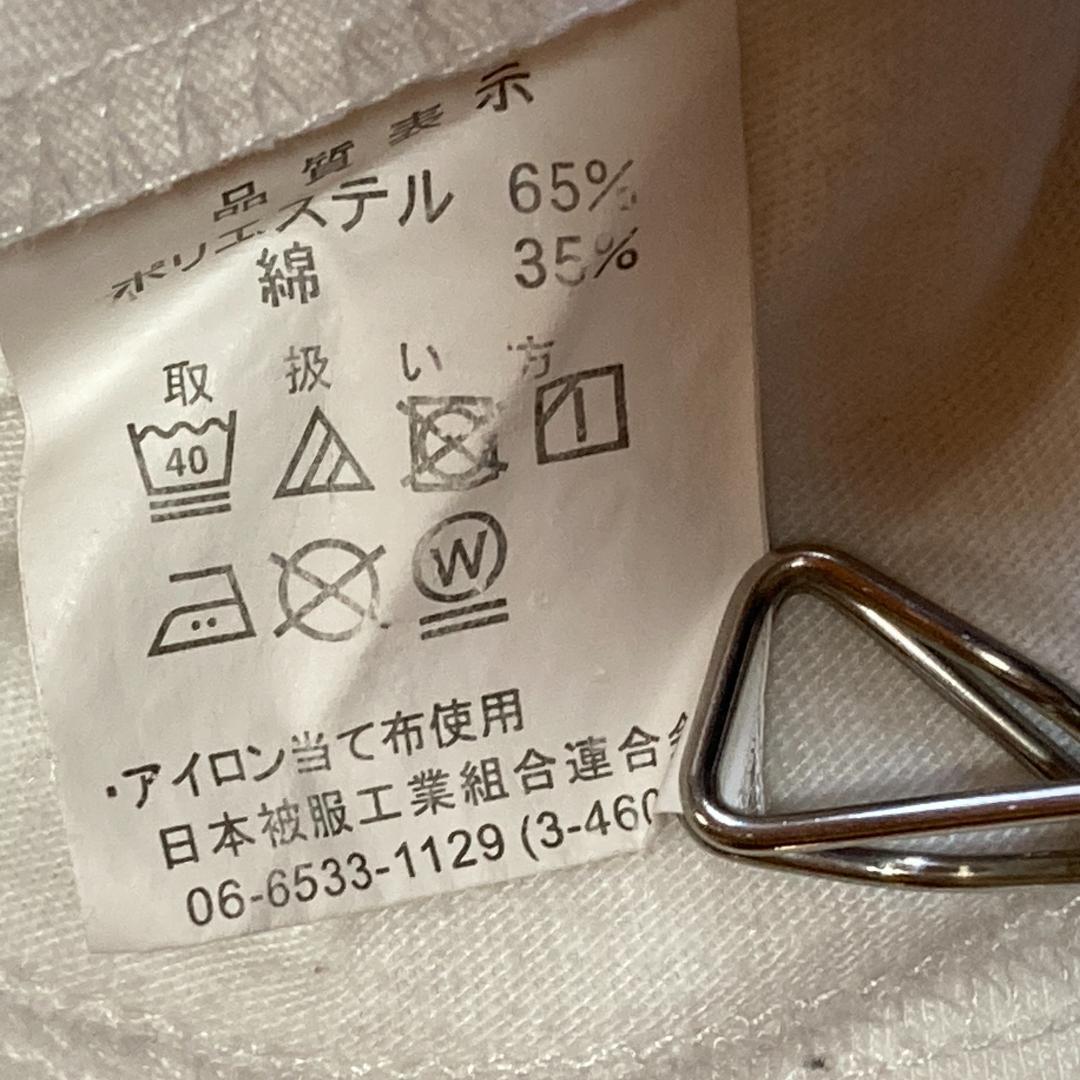 品質表示
ポリエステル 65%
綿 35%
取扱い方
40
W
・アイロン当て布使用
日本被服工業組合連合
06-6533-1129 (3-460